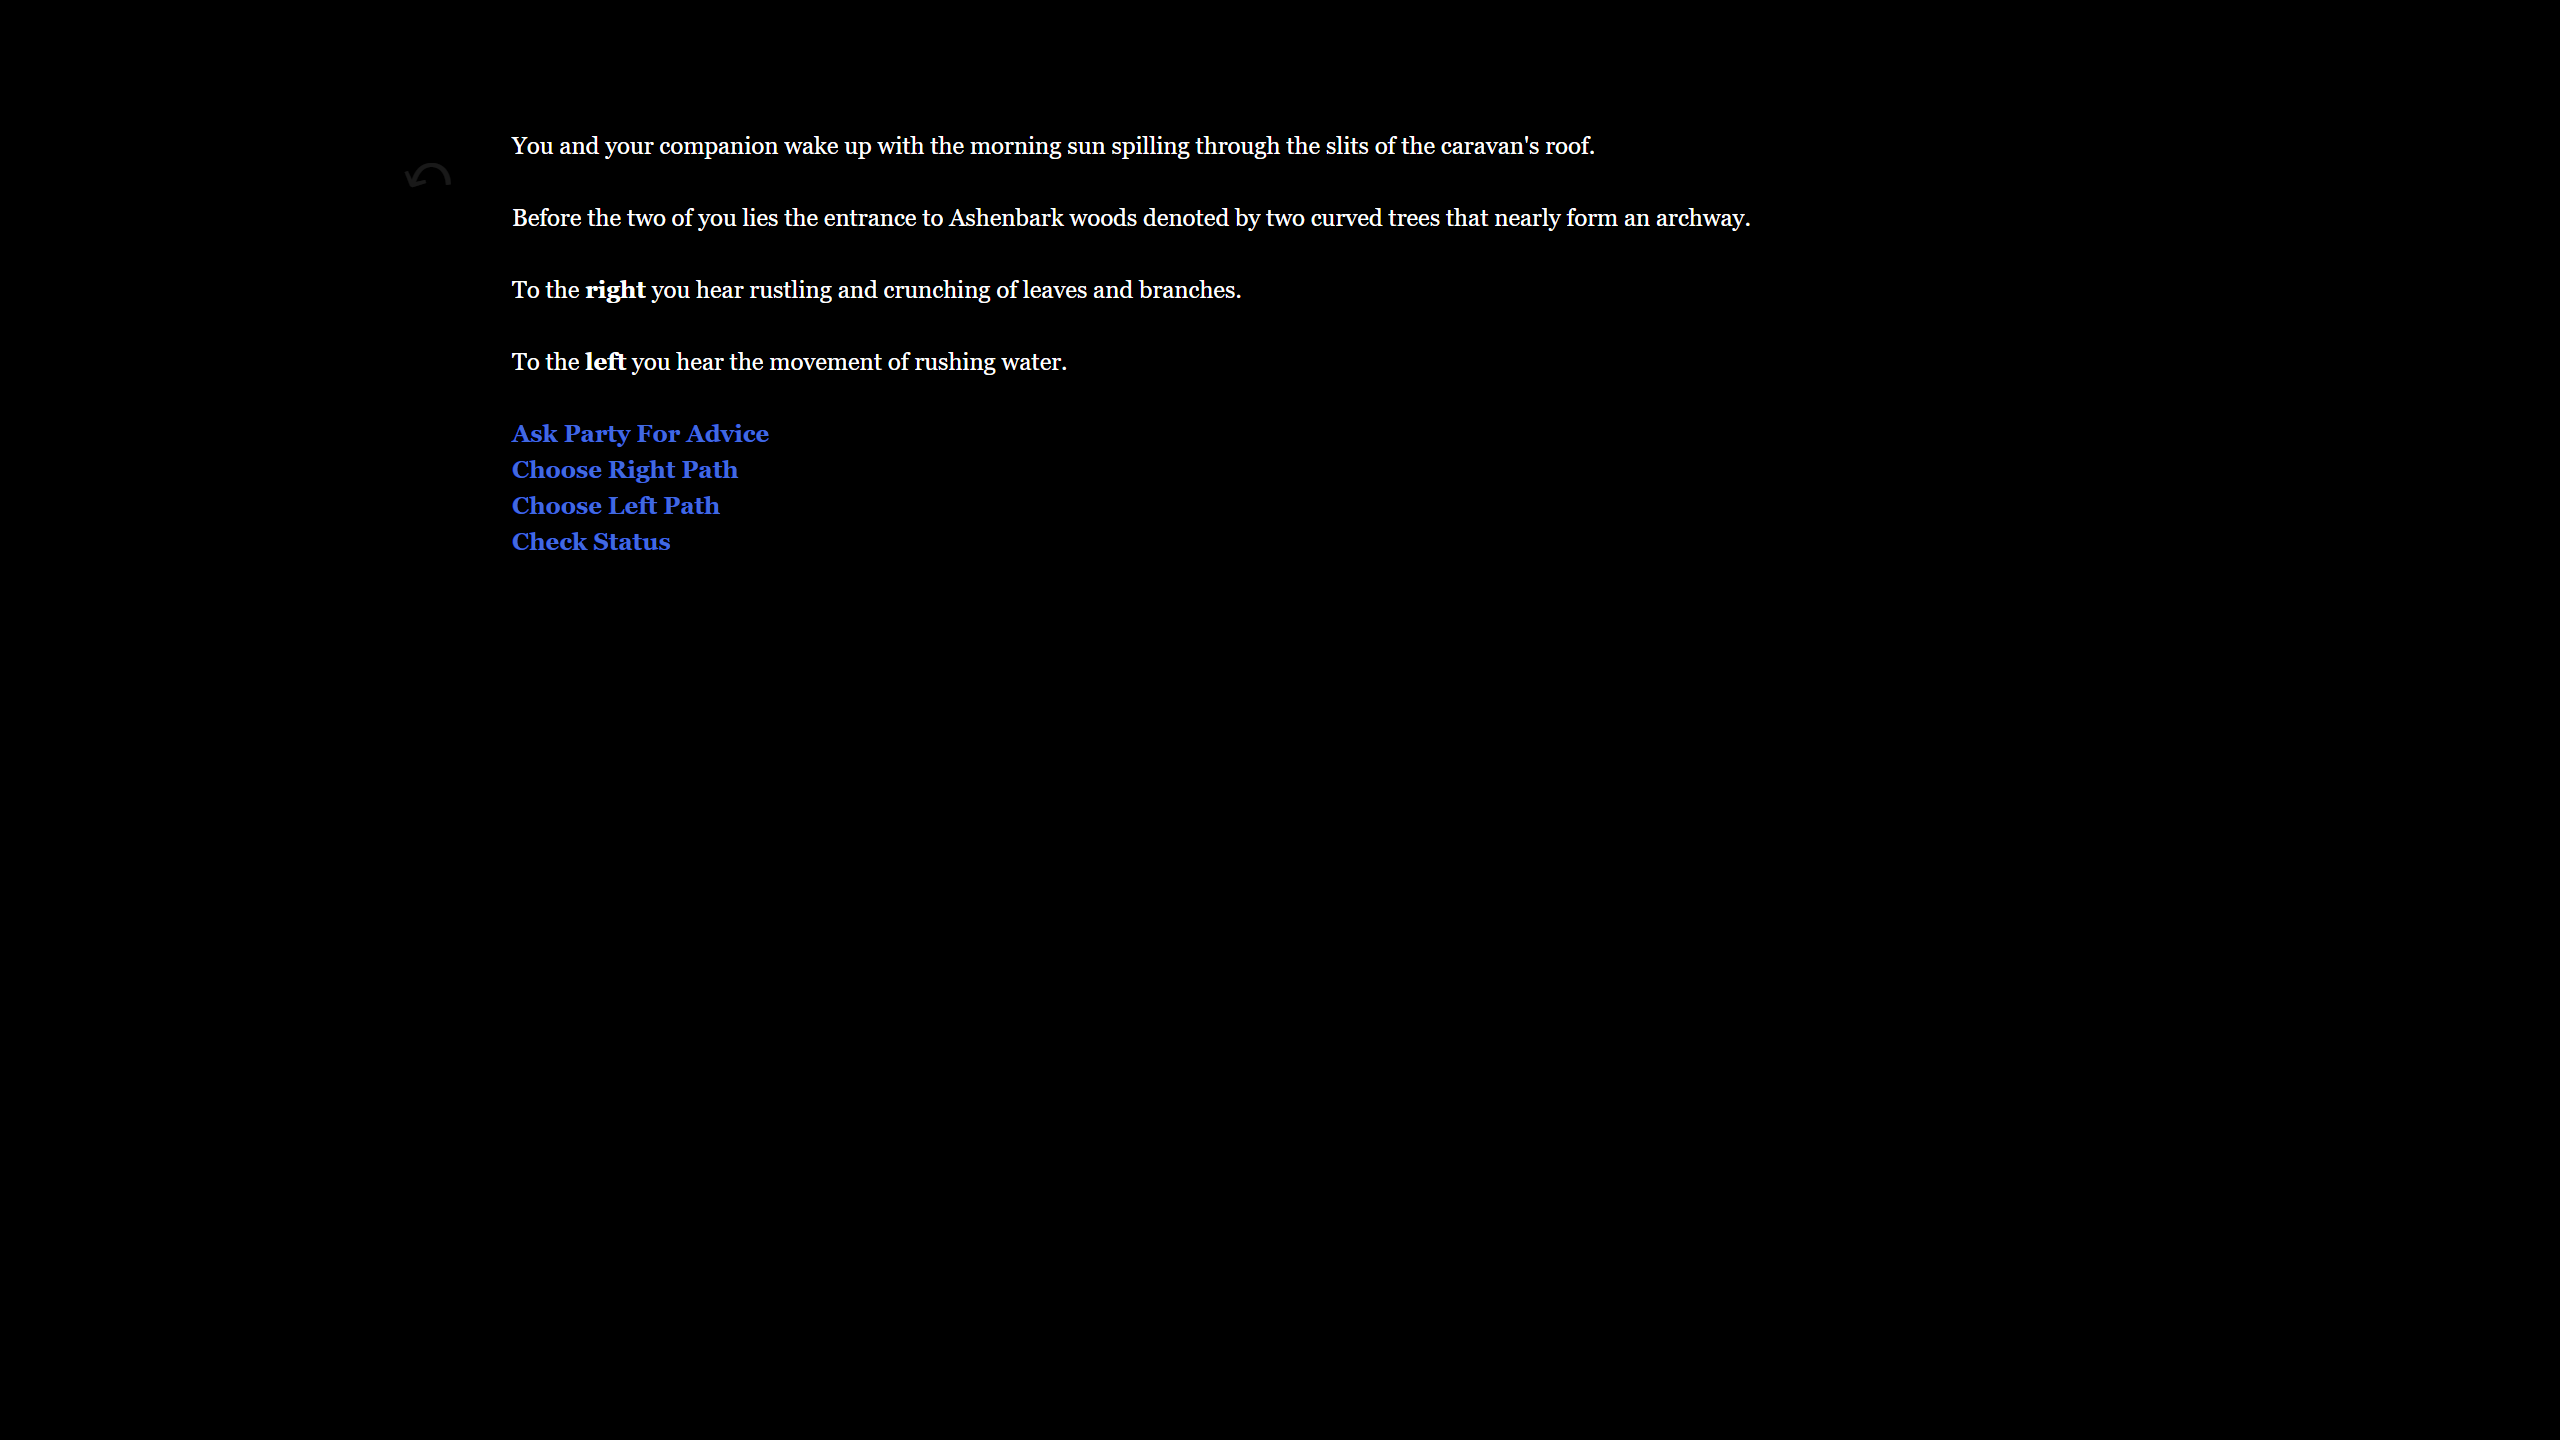 You and your companion wake up with the morning sun spilling through the slits of the caravan's roof.
Before the two of you lies the entrance to Ashenbark woods denoted by two curved trees that nearly form an archway.
To the right you hear rustling and crunching of leaves and branches.
To the left you hear the movement of rushing water.
Ask Party For Advice
Choose Right Path
Choose Left Path
Check Status